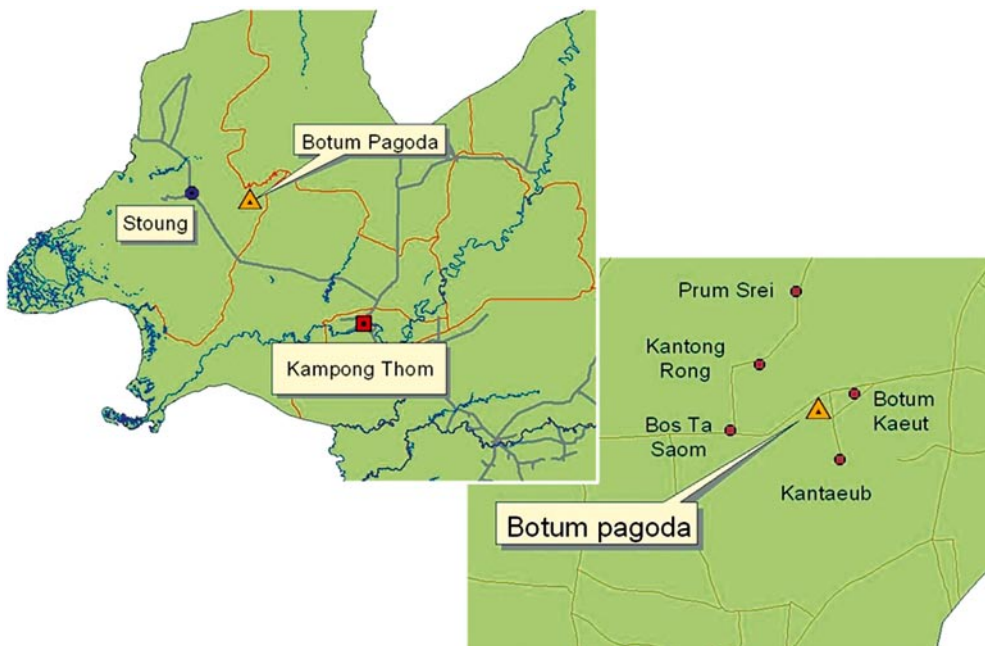 Botum Pagoda
Stoung
Kampong Thom
Prum Srei
Kantong
Rong
Botum
Kaeut
Bos Ta
Saom
Kantaeub
Botum pagoda